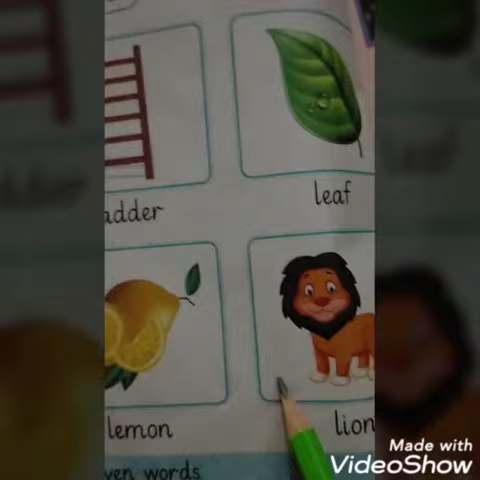 adder
leaf
lemon
lion
ven words
Made with
VideoShow